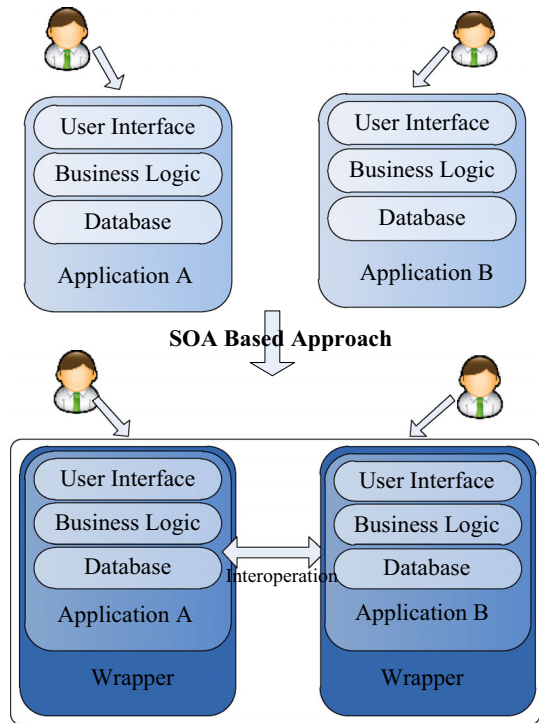 User Interface
Business Logic
Database
Application A
User Interface
Business Logic
Database
Application B
SOA Based Approach
User Interface
Business Logic
Database
Application A
Wrapper
Interoperation
User Interface
Business Logic
Database
Application B
Wrapper